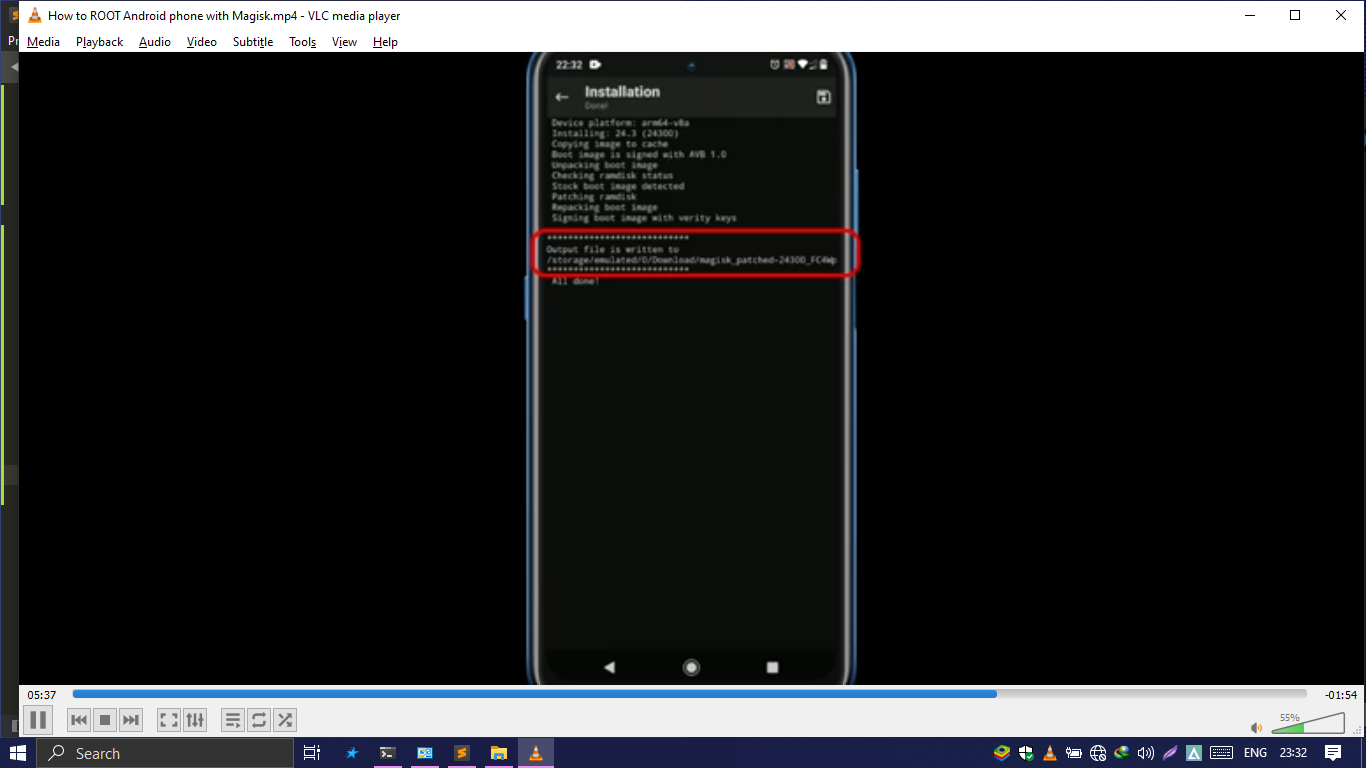 How to ROOT Android phone with Magisk.mp4 - VLC media player
Media Playback Audio Video Subtitle Tools View Help
22:32
Installation
Done!
Device platform: arm64-v8a
Installing: 24.3 (24300)
Copying image to cache
Boot image is signed with AVB 1.0
Unpacking boot image
Checking ramdisk status
Stock boot image detected
Patching ramdisk
Repacking boot image
Signing boot image with verity keys
***************************
Output file is written to
/storage/emulated/0/Download/magisk_patched-24300_FC4Wp
***************************
All done!
05:37
-01:54
55%
Search
ENG
23:32